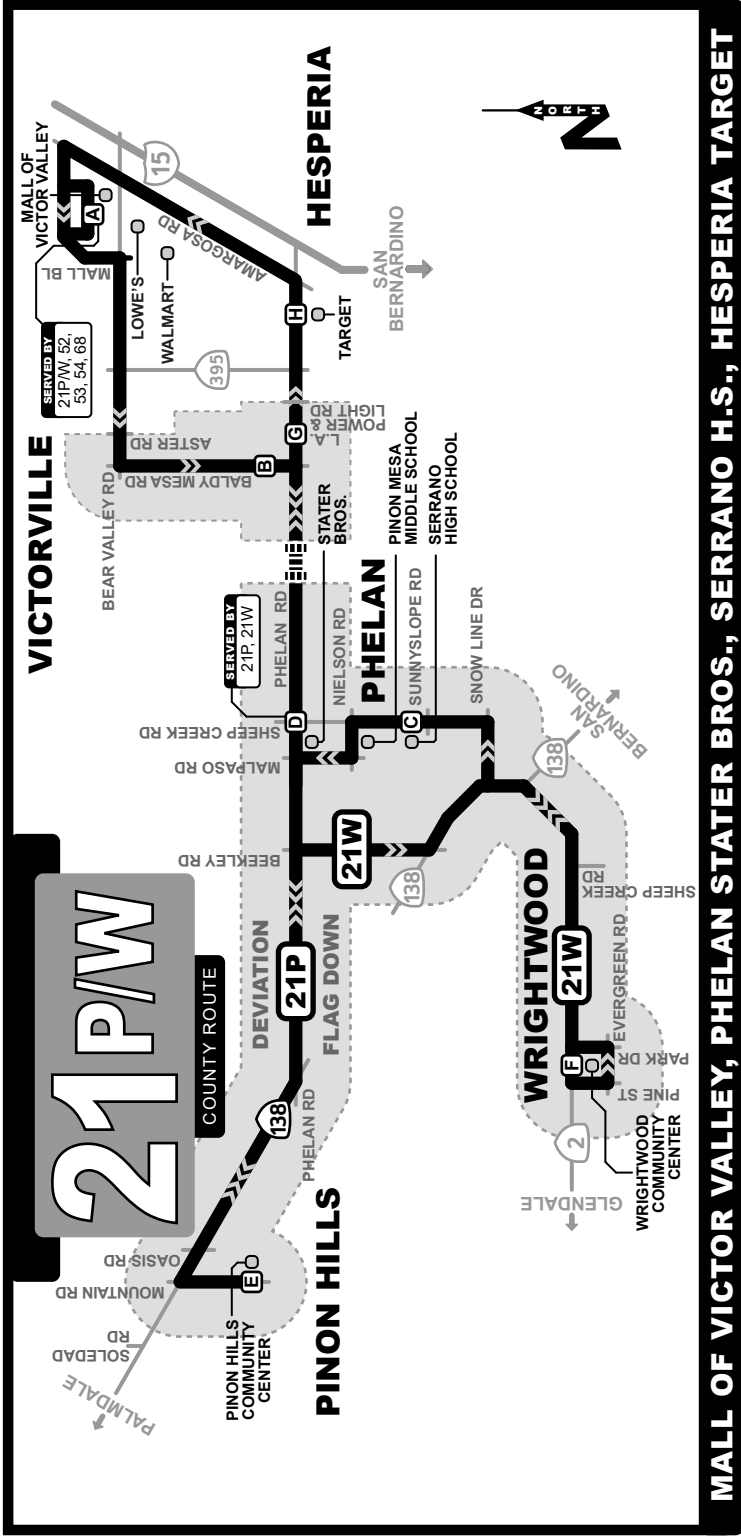 21P/W
COUNTY ROUTE
VICTORVILLE
MALL OF
VICTOR VALLEY
SERVED BY
21P/W, 52,
53, 54, 68
A
MALL BL
15
LOWE'S
WALMART
AMARGOSA RD
HESPERIA
BEAR VALLEY RD
ASTER RD
BALDY MESA RD
B
395
H
TARGET
SAN
BERNARDINO
G
L.A.
POWER &
LIGHT RD
NORTH
N
SERVED BY
21P, 21W
PHELAN RD
SHEEP CREEK RD
D
STATER
BROS.
MALPASO RD
NIELSON RD
PHELAN
PINON MESA
MIDDLE SCHOOL
SUNNYSLOPE RD
C
SERRANO
HIGH SCHOOL
SNOW LINE DR
BEEKLEY RD
21W
138
138
SAN
BERNARDINO
DEVIATION
21P
FLAG DOWN
138
PHELAN RD
OASIS RD
MOUNTAIN RD
SOLEDAD
RD
PALMDALE
E
PINON HILLS
COMMUNITY
CENTER
PINON HILLS
WRIGHTWOOD
SHEEP CREEK
RD
21W
EVERGREEN RD
F
PARK DR
PINE ST
2
GLENDALE
WRIGHTWOOD
COMMUNITY
CENTER
MALL OF VICTOR VALLEY, PHELAN STATER BROS., SERRANO H.S., HESPERIA TARGET